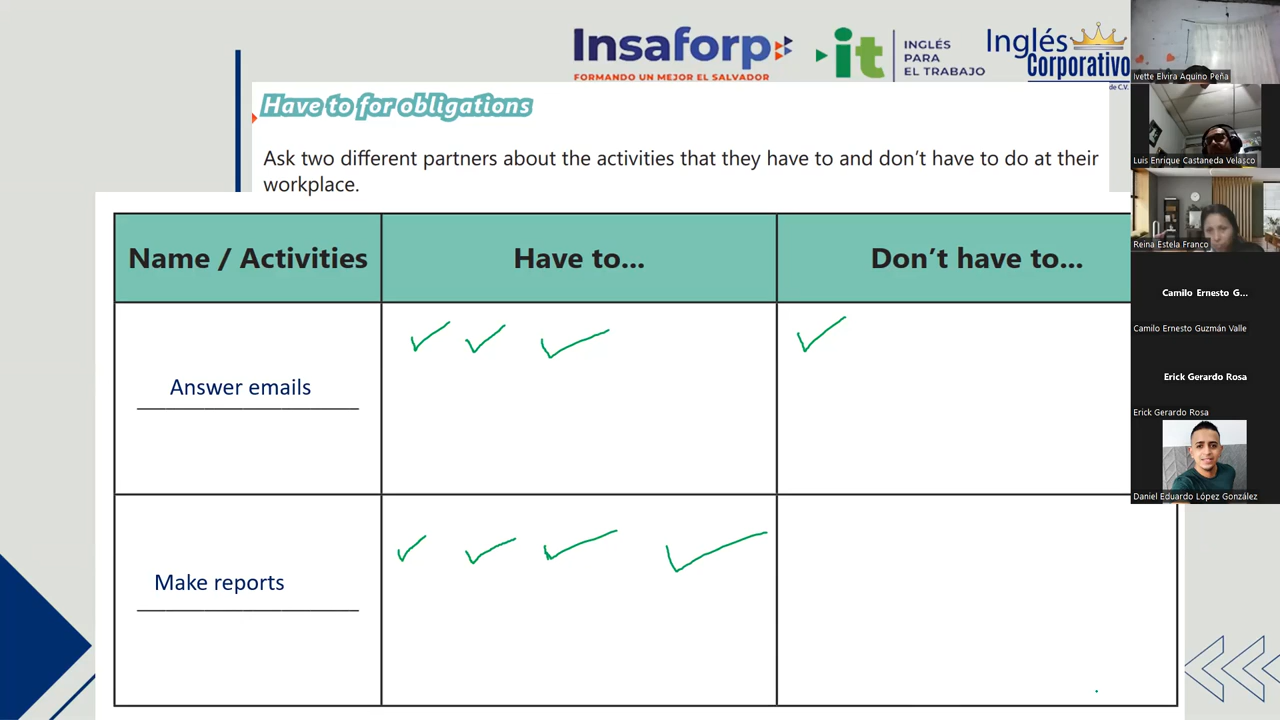 Insaforp
FORMANDO UN MEJOR EL SALVADOR
it
INGLÉS
PARA
EL TRABAJO
Inglés
Corporativo
de C.V.
Have to for obligations
Ask two different partners about the activities that they have to and don't have to do at their
workplace.
Name / Activities
Have to...
Don't have to...
Answer emails
Make reports
Ivette Elvira Aquino Peña
Luis Enrique Castaneda Velasco
Reina Estela Franco
Camilo Ernesto G...
Camilo Ernesto Guzmán Valle
Erick Gerardo Rosa
Erick Gerardo Rosa
Daniel Eduardo López González